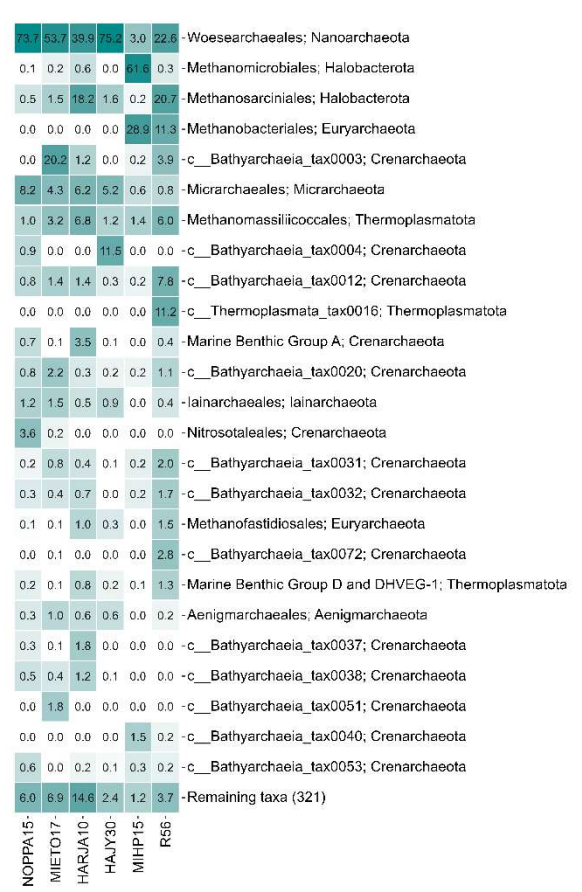 73.7 53.7 39.9 75.2 3.0 22.6 -Woesearchaeales; Nanoarchaeota
0.1 0.2 0.6 0.0 61.6 0.3 -Methanomicrobiales; Halobacterota
0.5 1.5 18.2 1.6 0.2 20.7 -Methanosarciniales; Halobacterota
0.0 0.0 0.0 0.0 28.9 11.3 -Methanobacteriales; Euryarchaeota
0.0 20.2 1.2 0.0 0.2 3.9 -c__Bathyarchaeia_tax0003; Crenarchaeota
8.2 4.3 6.2 5.2 0.6 0.8 -Micrarchaeales; Micrarchaeota
1.0 3.2 6.8 1.2 1.4 6.0 -Methanomassiliicoccales; Thermoplasmatota
0.9 0.0 0.0 11.5 0.0 0.0 -c__Bathyarchaeia_tax0004; Crenarchaeota
0.8 1.4 1.4 0.3 0.2 7.8 -c__Bathyarchaeia_tax0012; Crenarchaeota
0.0 0.0 0.0 0.0 0.0 11.2 -c__Thermoplasmata_tax0016; Thermoplasmatota
0.7 0.1 3.5 0.1 0.0 0.4 -Marine Benthic Group A; Crenarchaeota
0.8 2.2 0.3 0.2 0.2 1.1 -c__Bathyarchaeia_tax0020; Crenarchaeota
1.2 1.5 0.5 0.9 0.0 0.4 -Iainarchaeales; Iainarchaeota
3.6 0.2 0.0 0.0 0.0 0.0 -Nitrosotaleales; Crenarchaeota
0.2 0.8 0.4 0.1 0.2 2.0 -c__Bathyarchaeia_tax0031; Crenarchaeota
0.3 0.4 0.7 0.0 0.2 1.7 -c__Bathyarchaeia_tax0032; Crenarchaeota
0.1 0.1 1.0 0.3 0.0 1.5 -Methanofastidiosales; Euryarchaeota
0.0 0.1 0.0 0.0 0.0 2.8 -c__Bathyarchaeia_tax0072; Crenarchaeota
0.2 0.1 0.8 0.2 0.1 1.3 -Marine Benthic Group D and DHVEG-1; Thermoplasmatota
0.3 1.0 0.6 0.6 0.0 0.2 -Aenigmarchaeales; Aenigmarchaeota
0.3 0.1 1.8 0.0 0.0 0.0 -c__Bathyarchaeia_tax0037; Crenarchaeota
0.5 0.4 1.2 0.1 0.0 0.0 -c__Bathyarchaeia_tax0038; Crenarchaeota
0.0 1.8 0.0 0.0 0.0 0.0 -c__Bathyarchaeia_tax0051; Crenarchaeota
0.0 0.0 0.0 0.0 1.5 0.2 -c__Bathyarchaeia_tax0040; Crenarchaeota
0.6 0.0 0.2 0.1 0.3 0.2 -c__Bathyarchaeia_tax0053; Crenarchaeota
6.0 6.9 14.6 2.4 1.2 3.7 -Remaining taxa (321)
NOPPA15-
MIETO17-
HARJA10-
HAJY30-
MIHP15-
R56-